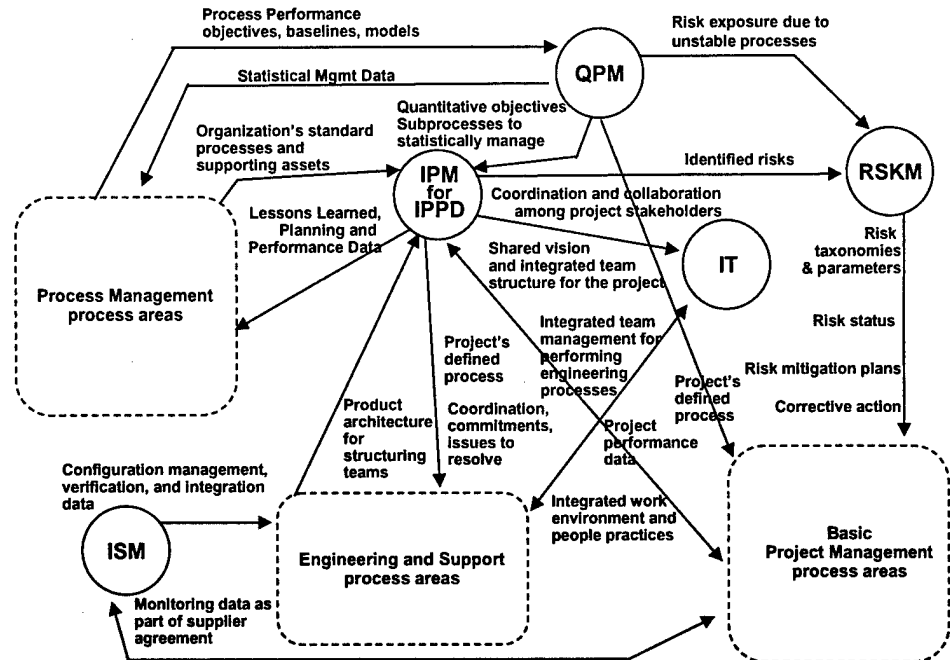 Process Performance
objectives, baselines, models
Risk exposure due to
unstable processes
QPM
Statistical Mgmt Data
Quantitative objectives
Subprocesses to
statistically manage
Organization's standard
processes and
supporting assets
IPM
for
IPPD
Identified risks
RSKM
Coordination and collaboration
among project stakeholders
Lessons Learned,
Planning and
Performance Data
Shared vision
and integrated team
structure for the project
IT
Risk
taxonomies
& parameters
Process Management
process areas
Integrated team
management for
performing
engineering
processes
Risk status
Project's
defined
process
Risk mitigation plans
Project's
defined
process
Corrective action
Product
architecture
for
structuring
teams
Coordination,
commitments,
issues to
resolve
Project
performance
data
Configuration management,
verification, and integration
data
Integrated work
environment and
people practices
ISM
Engineering and Support
process areas
Basic
Project Management
process areas
Monitoring data as
part of supplier
agreement